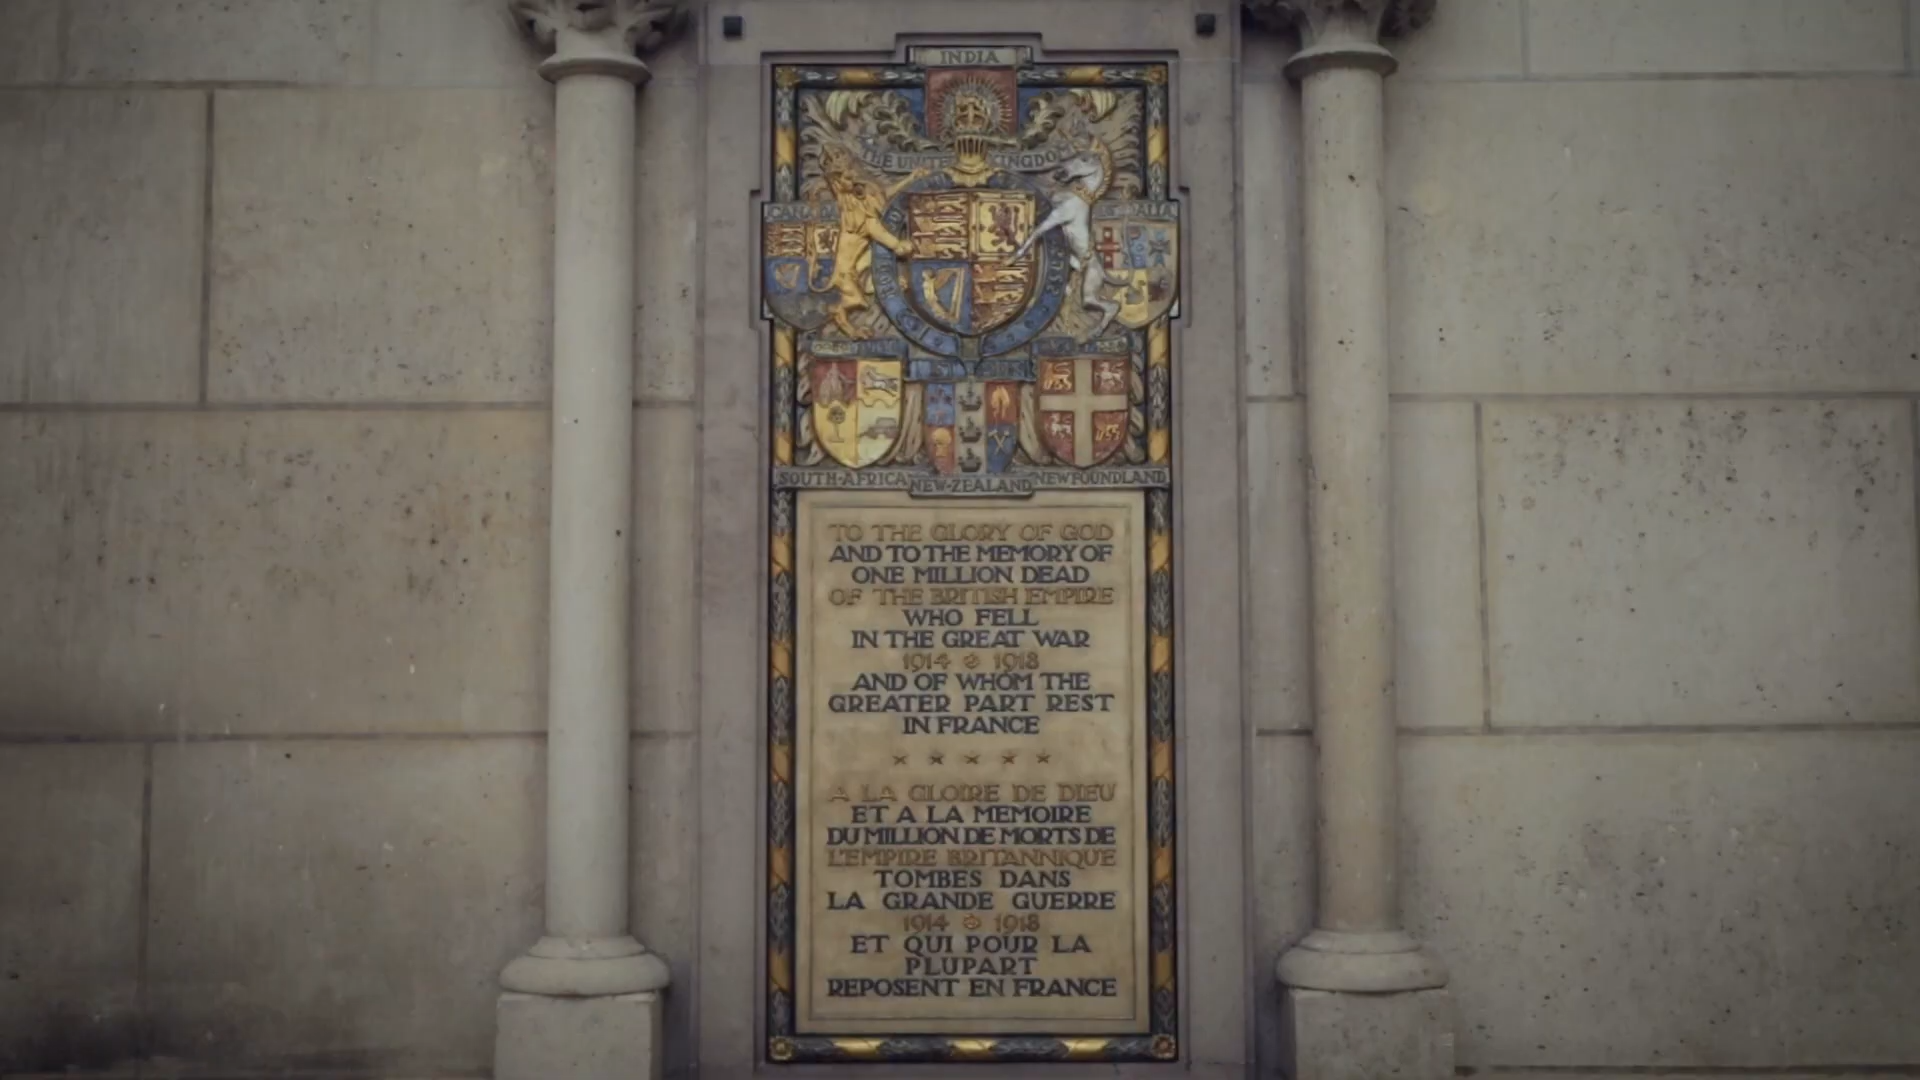 INDIA
THE UNITED KINGDOM
CANADA
SOUTH-AFRICA
NEW-ZEALAND
NEWFOUNDLAND
TO THE GLORY OF GOD
AND TO THE MEMORY OF
ONE MILLION DEAD
OF THE BRITISH EMPIRE
WHO FELL
IN THE GREAT WAR
1914 1918
AND OF WHOM THE
GREATER PART REST
IN FRANCE
A LA GLOIRE DE DIEU
ET A LA MEMOIRE
DU MILLION DE MORTS DE
L'EMPIRE BRITANNIQUE
TOMBES DANS
LA GRANDE GUERRE
1914 1918
ET QUI POUR LA
PLUPART
REPOSENT EN FRANCE